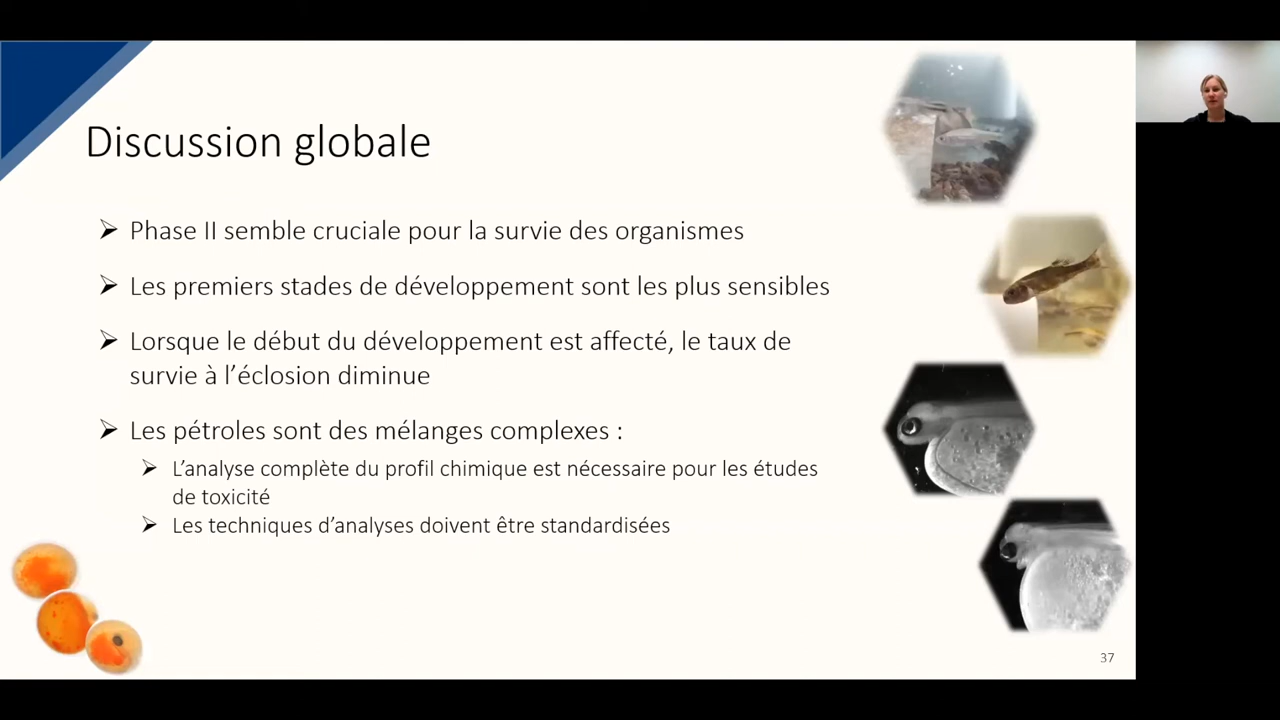 Discussion globale
Phase II semble cruciale pour la survie des organismes
Les premiers stades de développement sont les plus sensibles
Lorsque le début du développement est affecté, le taux de
survie à l’éclosion diminue
Les pétroles sont des mélanges complexes :
L’analyse complète du profil chimique est nécessaire pour les études
de toxicité
Les techniques d’analyses doivent être standardisées
37